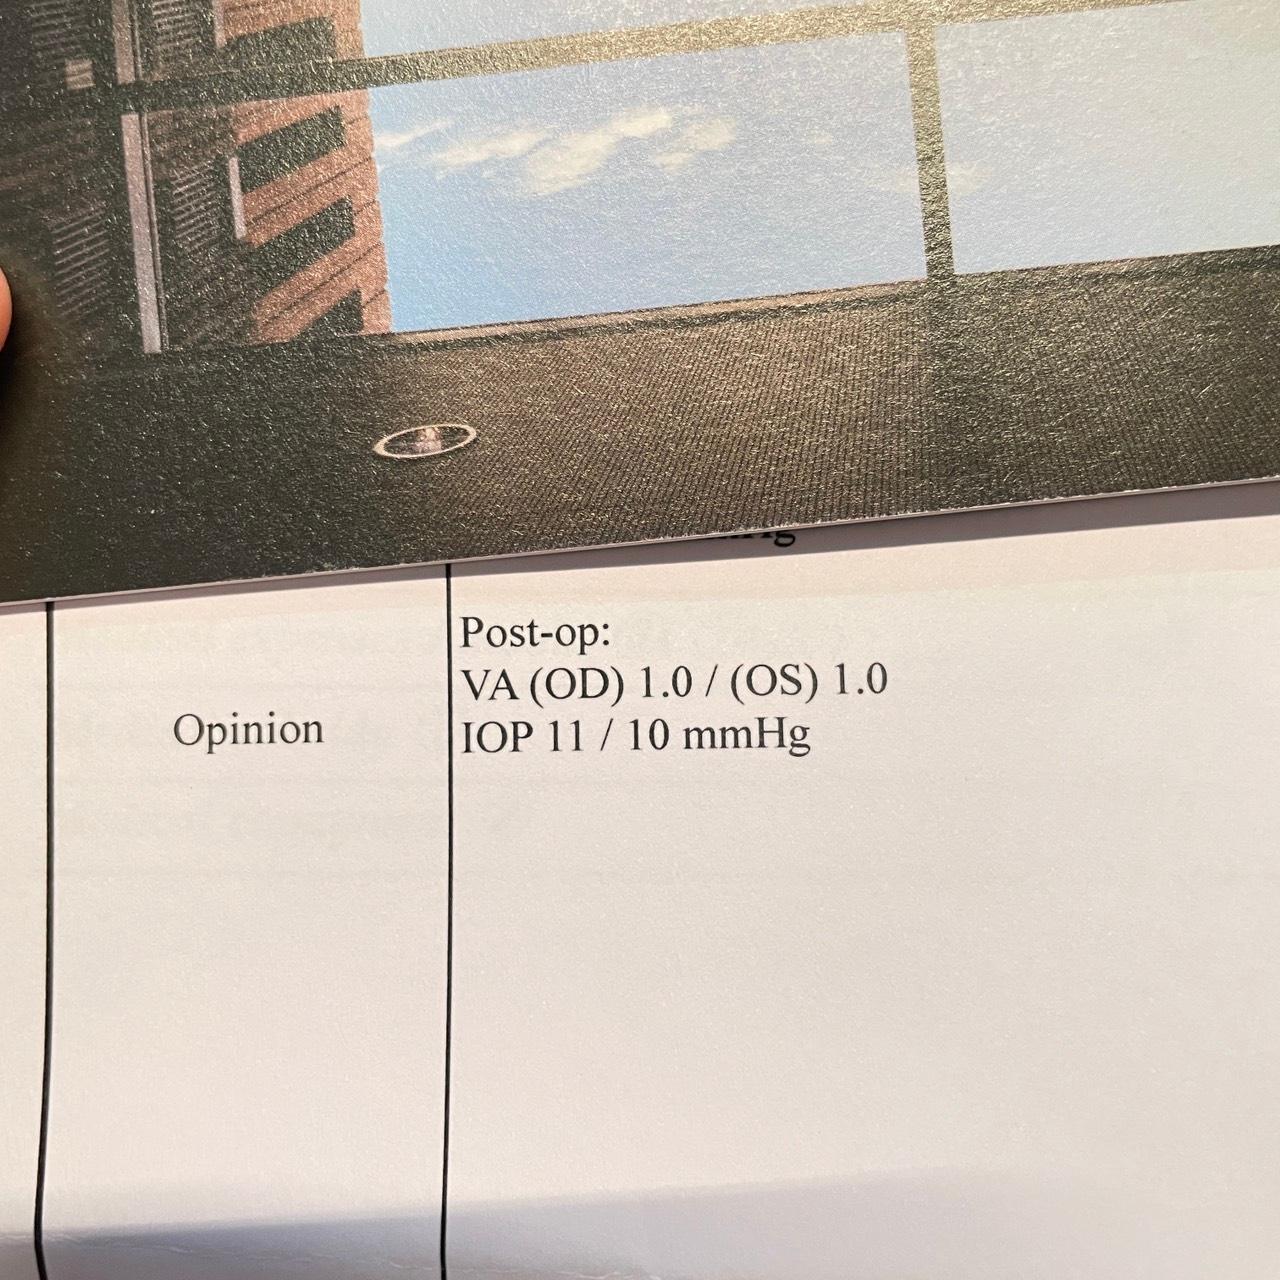 Post-op:
VA (OD) 1.0 / (OS) 1.0
Opinion
IOP 11 / 10 mmHg